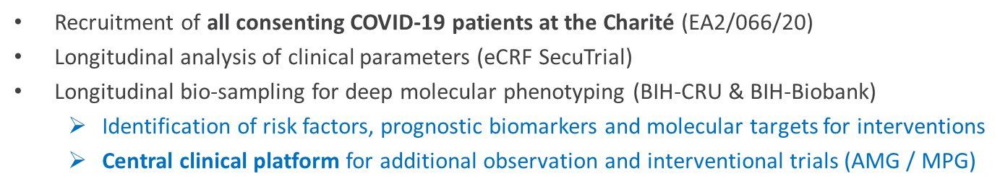 • Recruitment of all consenting COVID-19 patients at the Charité (EA2/066/20)
• Longitudinal analysis of clinical parameters (eCRF SecuTrial)
• Longitudinal bio-sampling for deep molecular phenotyping (BIH-CRU & BIH-Biobank)
➢ Identification of risk factors, prognostic biomarkers and molecular targets for interventions
➢ Central clinical platform for additional observation and interventional trials (AMG / MPG)